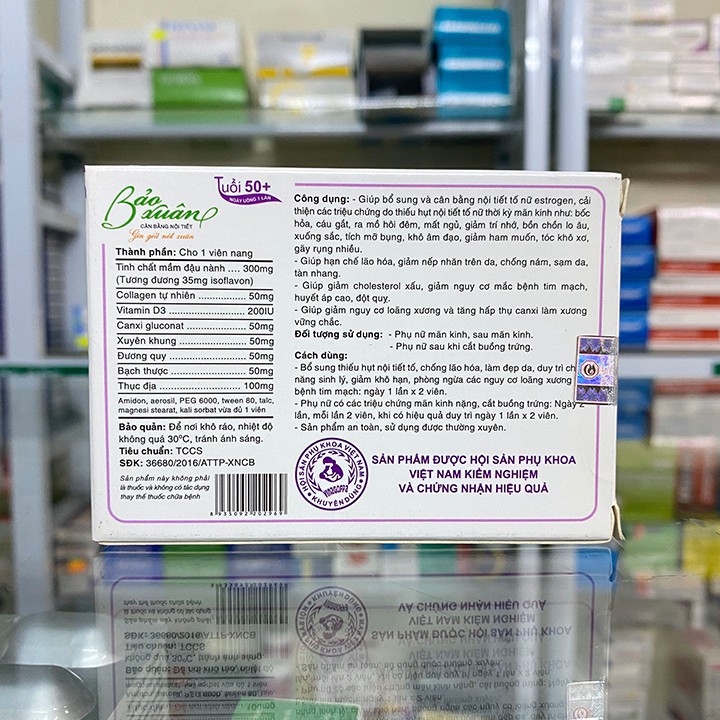 Bảo
xuân
CÂN BẰNG NỘI TIẾT
Gìn giữ nét xuân
Tuổi 50+
NGÀY UỐNG 1 LẦN
Thành phần: Cho 1 viên nang
Tinh chất mầm đậu nành .... 300mg
(Tương đương 35mg isoflavon)
Collagen tự nhiên .................. 50mg
Vitamin D3 .......................... 200IU
Canxi gluconat ...................... 50mg
Xuyên khung ........................ 50mg
Đương quy ............................ 50mg
Bạch thược ........................... 50mg
Thục địa .............................. 100mg
Amidon, aerosil, PEG 6000, tween 80, talc,
magnesi stearat, kali sorbat vừa đủ 1 viên
Bảo quản: Để nơi khô ráo, nhiệt độ
không quá 30°C, tránh ánh sáng.
Tiêu chuẩn: TCCS
SĐK: 36680/2016/ATTP-XNCB
Sản phẩm này không phải
là thuốc và không có tác dụng
thay thế thuốc chữa bệnh
8 935092 202969
Công dụng: - Giúp bổ sung và cân bằng nội tiết tố nữ estrogen, cải
thiện các triệu chứng do thiếu hụt nội tiết tố nữ thời kỳ mãn kinh như: bốc
hỏa, cáu gắt, ra mồ hôi đêm, mất ngủ, giảm trí nhớ, bồn chồn lo âu,
xuống sắc, tích mỡ bụng, khô âm đạo, giảm ham muốn, tóc khô xơ,
gãy rụng nhiều.
- Giúp hạn chế lão hóa, giảm nếp nhăn trên da, chống nám, sạm da,
tàn nhang.
- Giúp giảm cholesterol xấu, giảm nguy cơ mắc bệnh tim mạch,
huyết áp cao, đột quỵ.
- Giúp giảm nguy cơ loãng xương và tăng hấp thụ canxi làm xương
vững chắc.
Đối tượng sử dụng: - Phụ nữ mãn kinh, sau mãn kinh.
- Phụ nữ sau khi cắt buồng trứng.
Cách dùng:
- Bổ sung thiếu hụt nội tiết tố, chống lão hóa, làm đẹp da, duy trì
năng sinh lý, giảm khô hạn, phòng ngừa các nguy cơ loãng xương
bệnh tim mạch: ngày 1 lần x 2 viên.
- Phụ nữ có các triệu chứng mãn kinh nặng, cắt buồng trứng: Ngày 2
lần, mỗi lần 2 viên, khi có hiệu quả duy trì ngày 1 lần x 2 viên.
- Sản phẩm an toàn, sử dụng được thường xuyên.
HỘI SẢN PHỤ KHOA VIỆT NAM
VINAGOFPA
KHUYÊN DÙNG
SẢN PHẨM ĐƯỢC HỘI SẢN PHỤ KHOA
VIỆT NAM KIỂM NGHIỆM
VÀ CHỨNG NHẬN HIỆU QUẢ